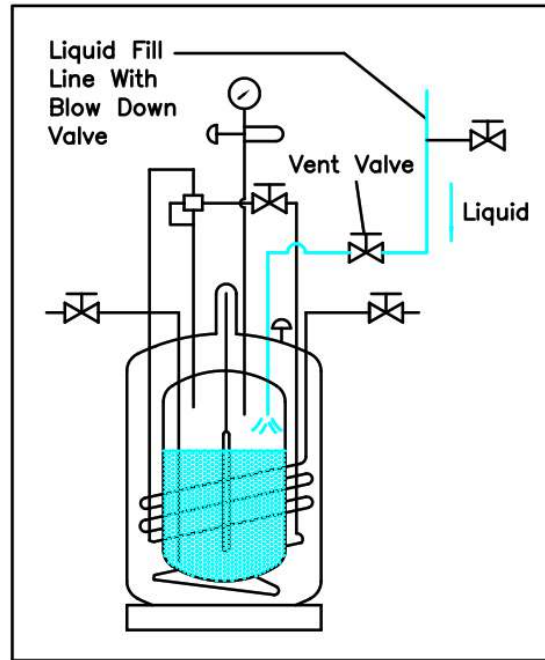 Liquid Fill
Line With
Blow Down
Valve
Vent Valve
Liquid